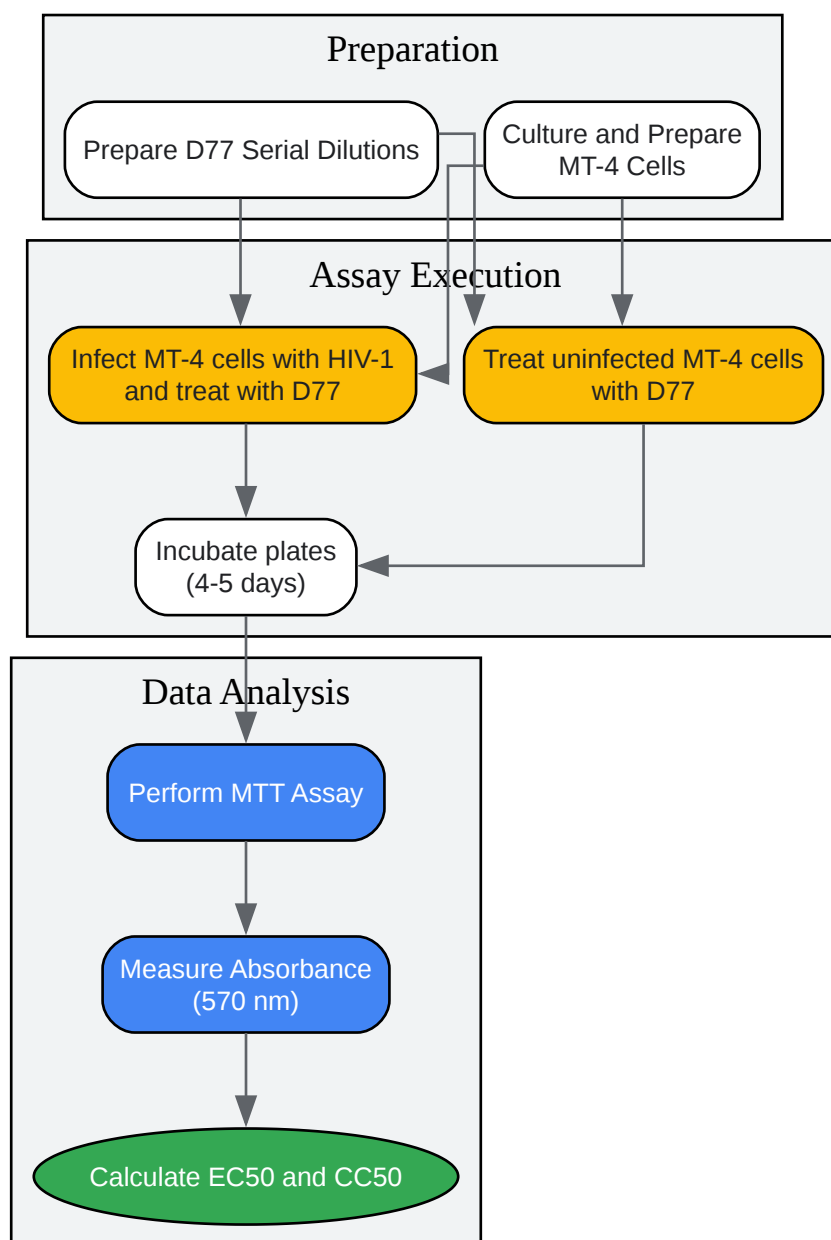 Preparation
Prepare D77 Serial Dilutions
Culture and Prepare
MT-4 Cells
Assay Execution
Infect MT-4 cells with HIV-1
and treat with D77
Treat uninfected MT-4 cells
with D77
Incubate plates
(4-5 days)
Data Analysis
Perform MTT Assay
Measure Absorbance
(570 nm)
Calculate EC50 and CC50